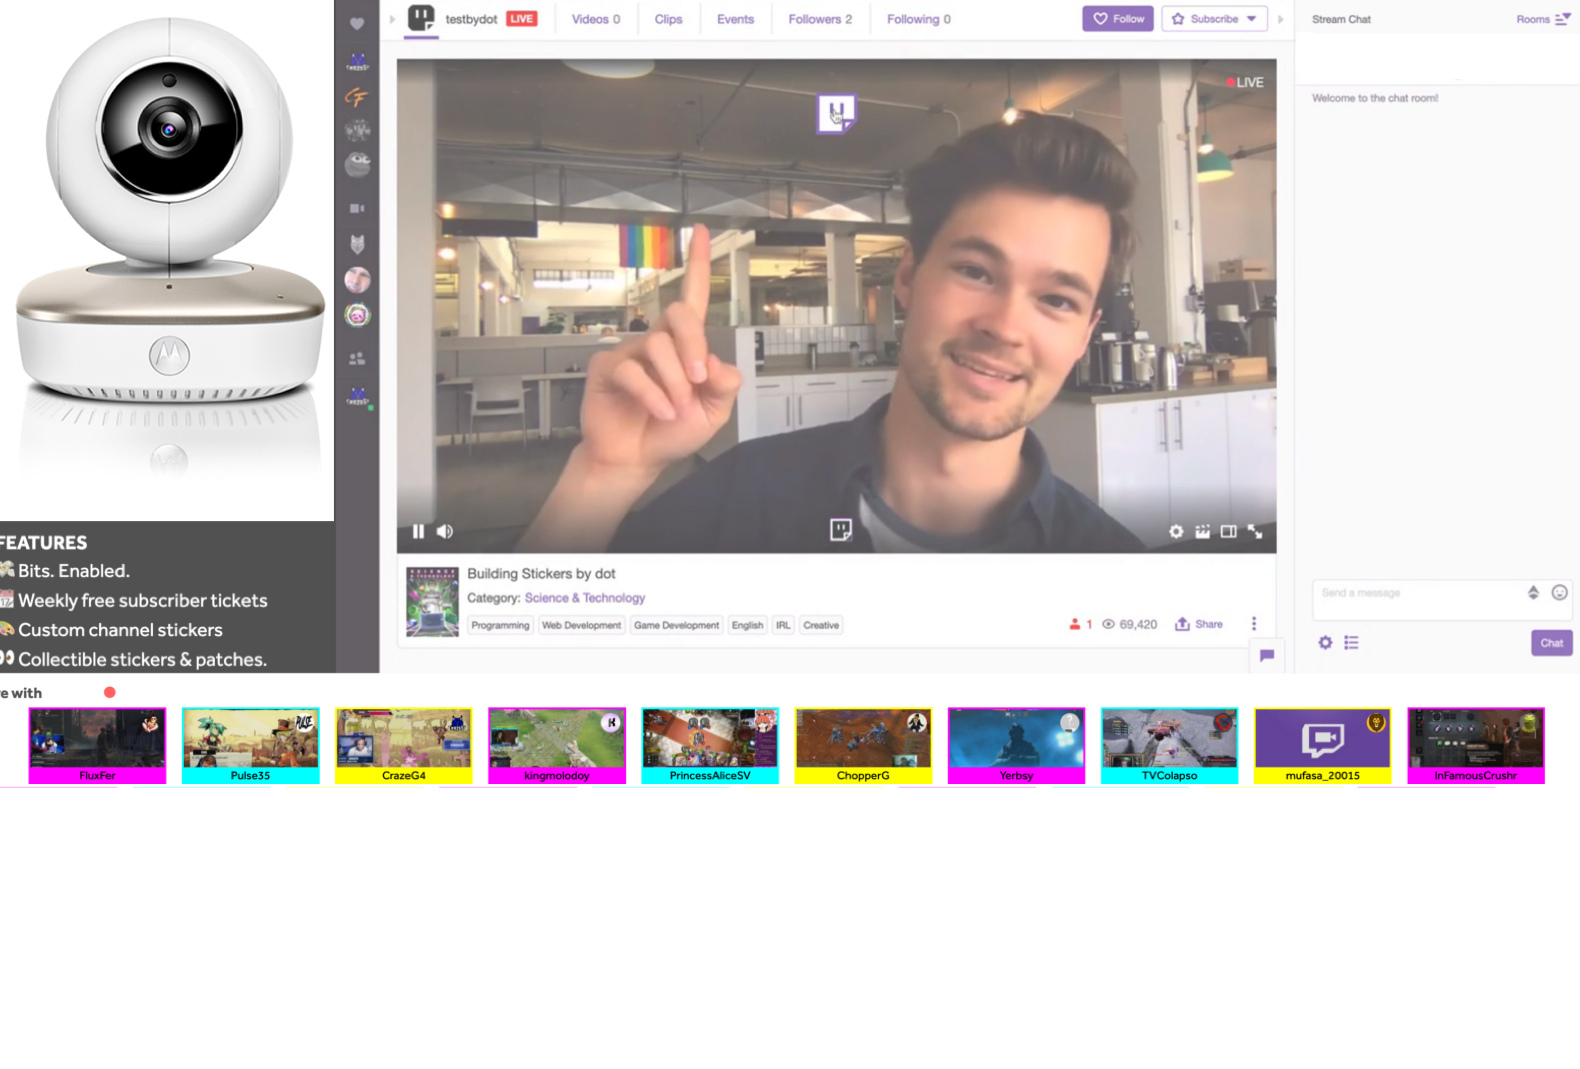 testbydot LIVE Videos 0 Clips Events Followers 2 Following 0 Follow Subscribe
Stream Chat Rooms
LIVE
Welcome to the chat room!
FEATURES
Bits. Enabled.
Weekly free subscriber tickets
Custom channel stickers
Collectible stickers & patches.
Building Stickers by dot
Category: Science & Technology
Programming Web Development Game Development English IRL Creative
1 69,420 Share
Send a message
Chat
e with
PULSE
FluxFer Pulse35 CrazeG4 kingmolodoy PrincessAliceSV ChopperG Yerbsy TVColapso mufasa_20015 InFamousCrushr